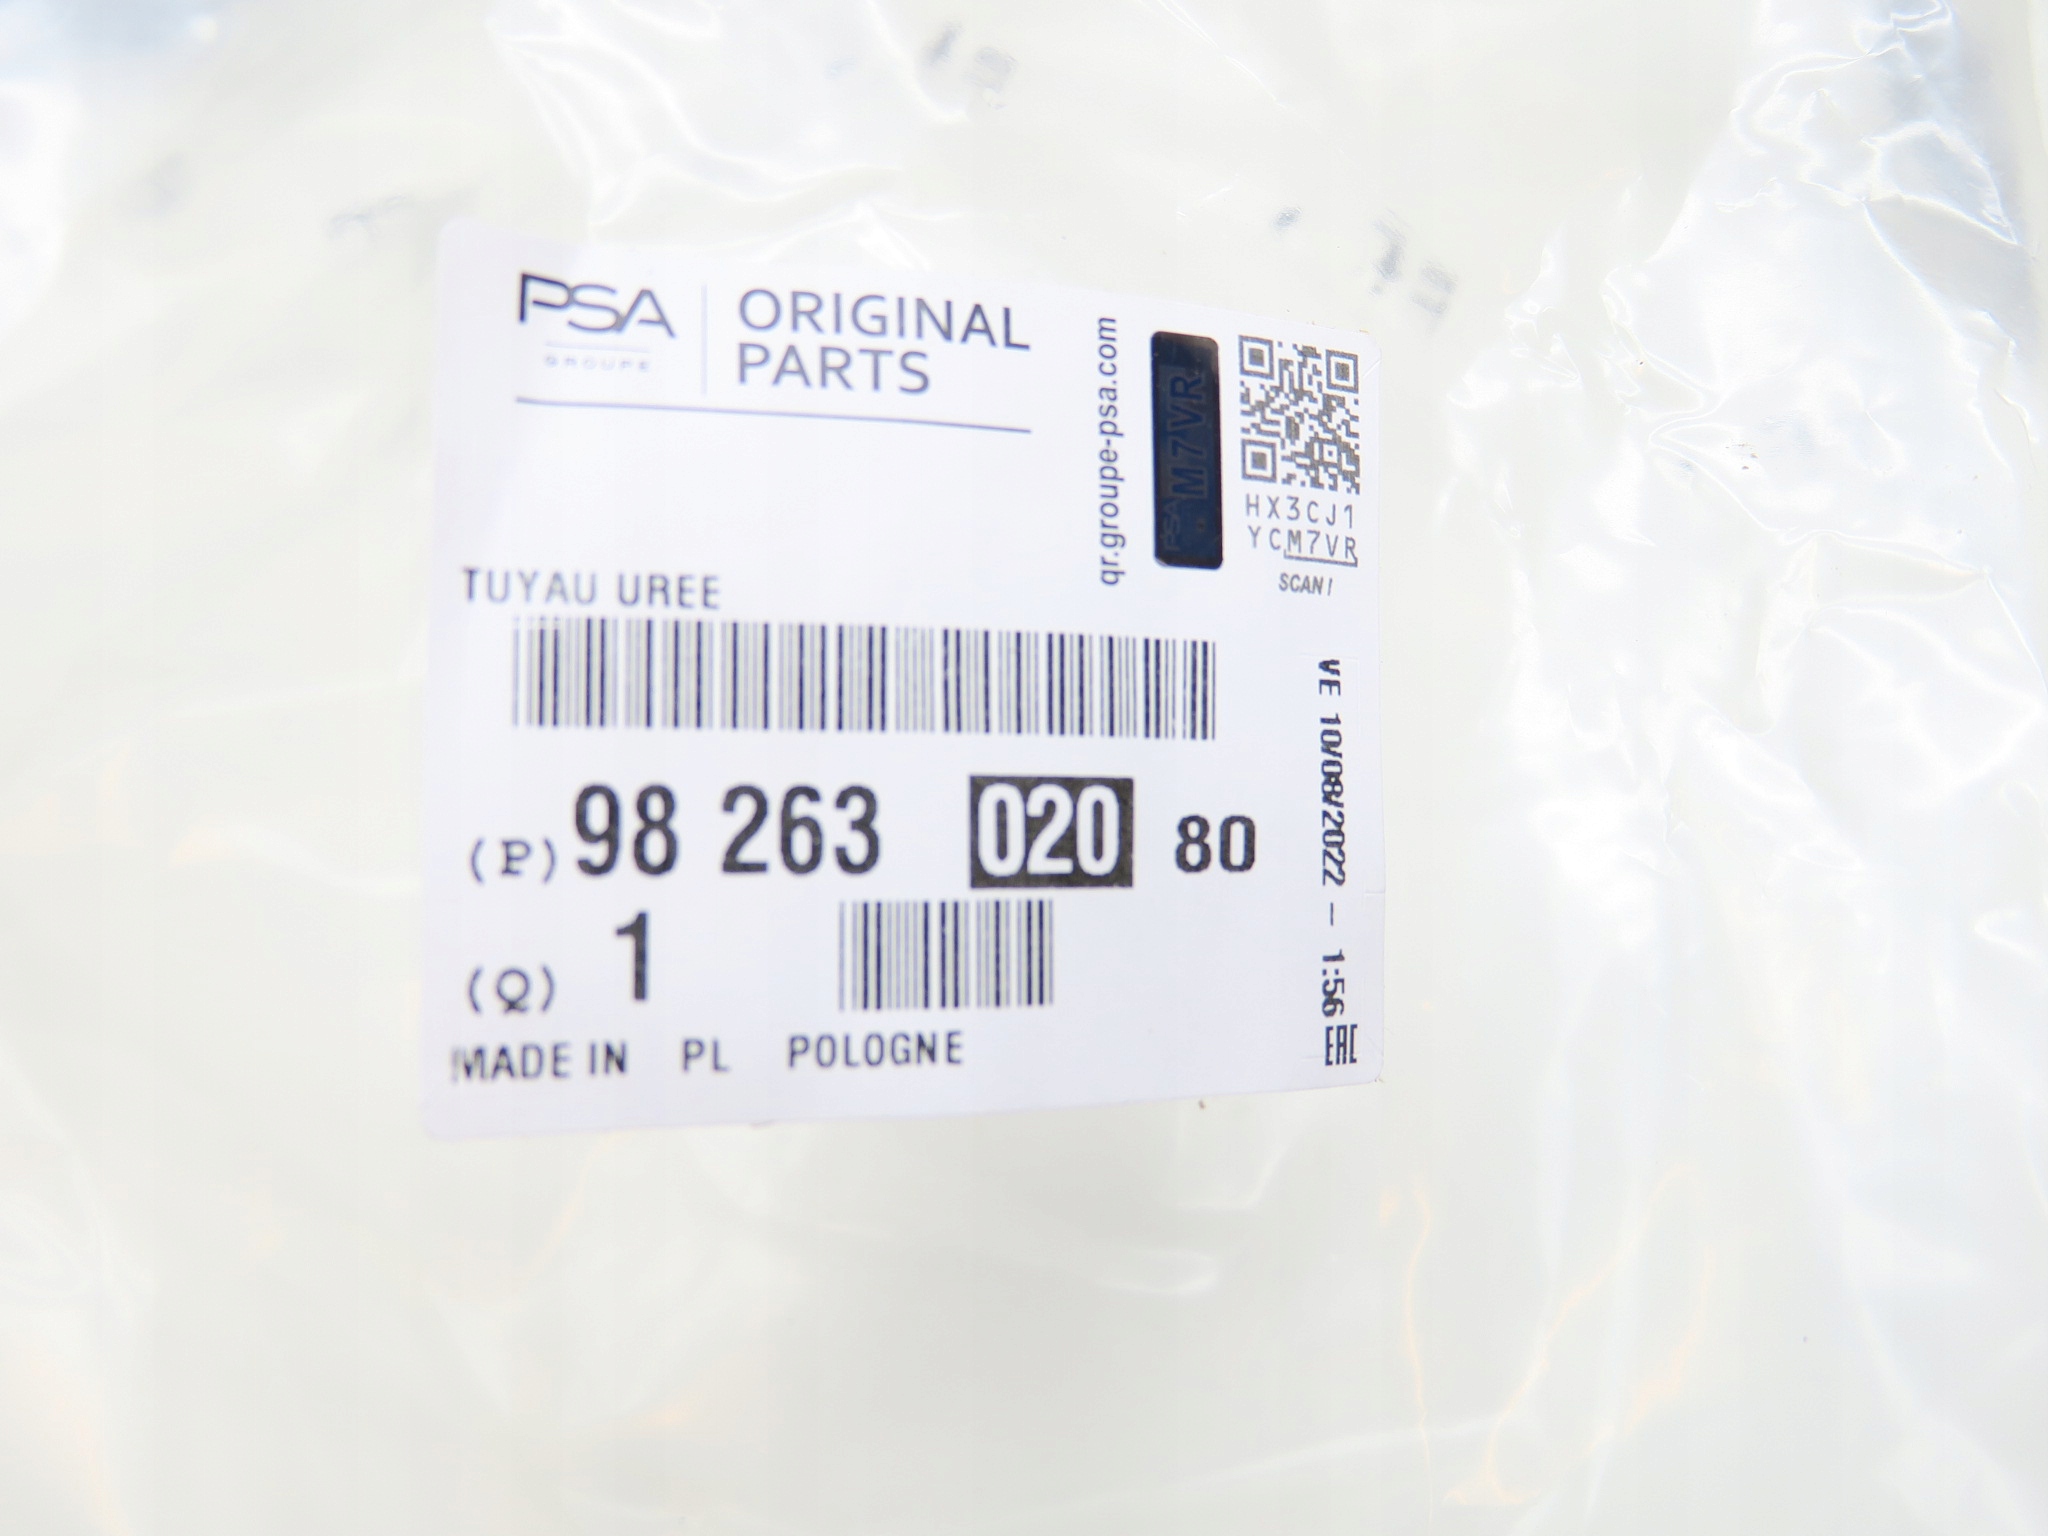 PSA
GROUPE
ORIGINAL
PARTS
qr.groupe-psa.com
PSA M7VR
HX3CJ1
YCM7VR
SCAN!
TUYAU UREE
(P) 98 263 020 80
(Q) 1
MADE IN PL POLOGNE
VE 10/08/2022 - 1:56
EAC